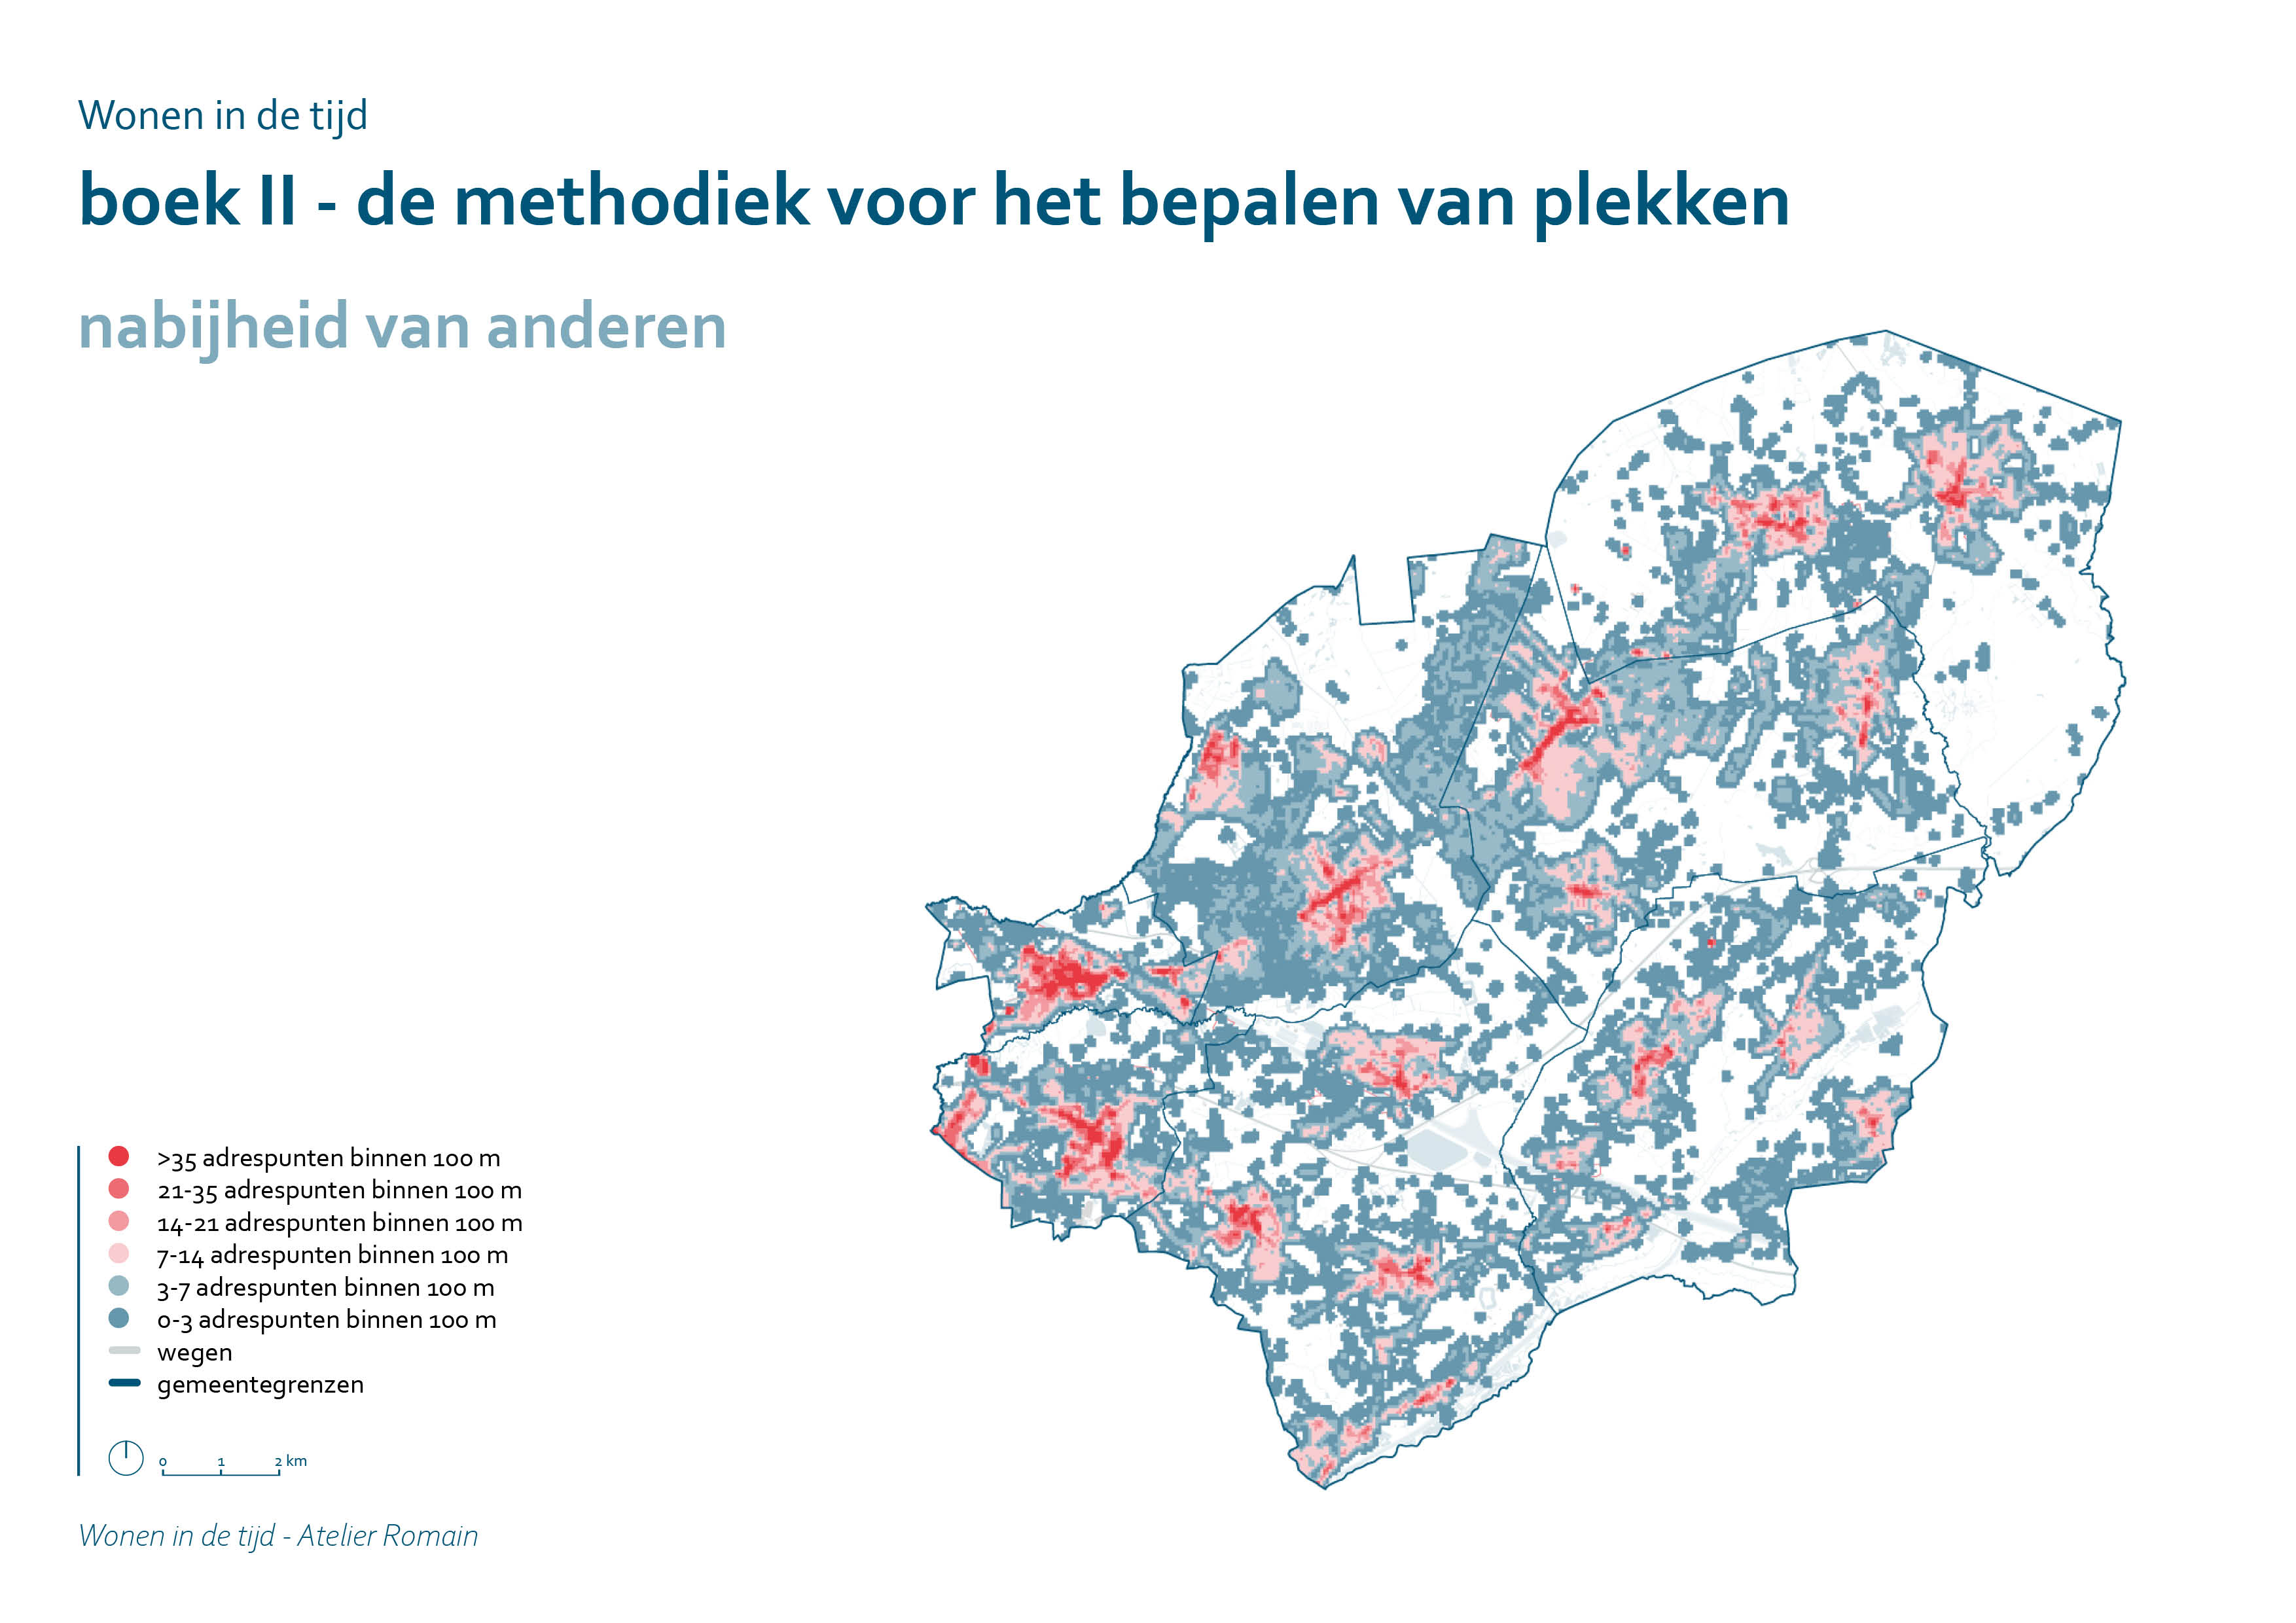 Wonen in de tijd
boek II - de methodiek voor het bepalen van plekken
nabijheid van anderen
>35 adrespunten binnen 100 m
21-35 adrespunten binnen 100 m
14-21 adrespunten binnen 100 m
7-14 adrespunten binnen 100 m
3-7 adrespunten binnen 100 m
0-3 adrespunten binnen 100 m
wegen
gemeentegrenzen
0 1 2 km
Wonen in de tijd - Atelier Romain